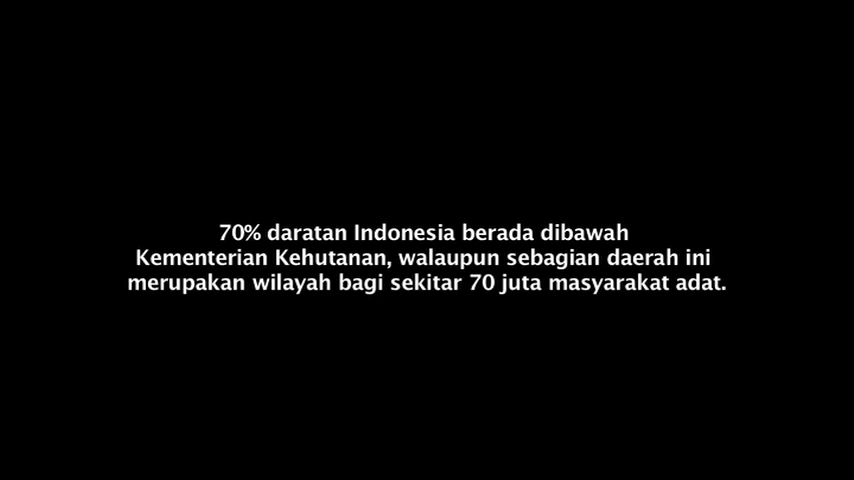 70% daratan Indonesia berada dibawah
Kementerian Kehutanan, walaupun sebagian daerah ini
merupakan wilayah bagi sekitar 70 juta masyarakat adat.